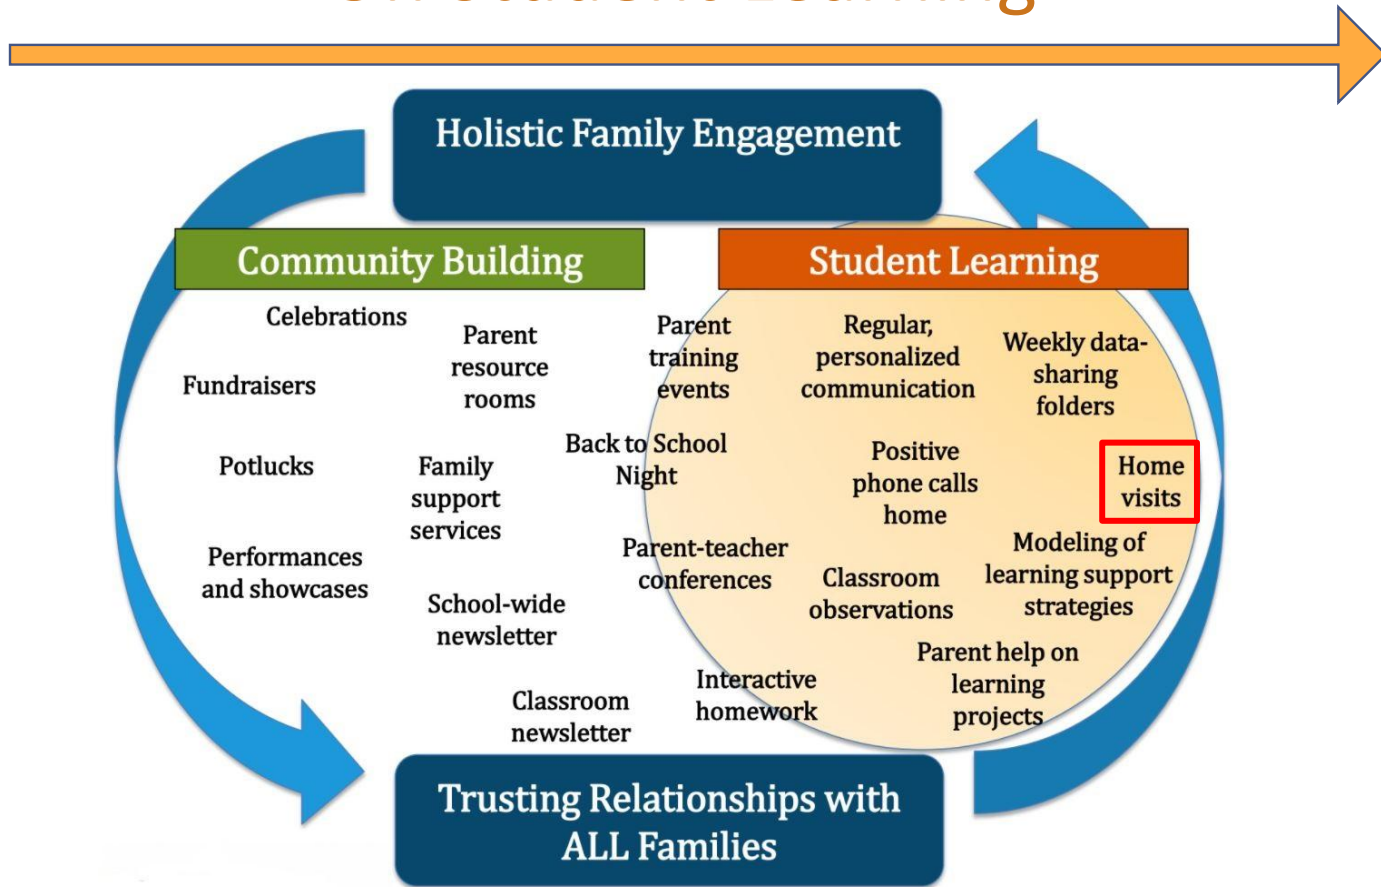 Holistic Family Engagement
Community Building
Student Learning
Celebrations
Parent
resource
rooms
Parent
training
events
Regular,
personalized
communication
Weekly data-
sharing
folders
Fundraisers
Back to School
Night
Potlucks
Family
support
services
Positive
phone calls
home
Home
visits
Performances
and showcases
Parent-teacher
conferences
Classroom
observations
Modeling of
learning support
strategies
School-wide
newsletter
Parent help on
learning
projects
Interactive
homework
Classroom
newsletter
Trusting Relationships with
ALL Families